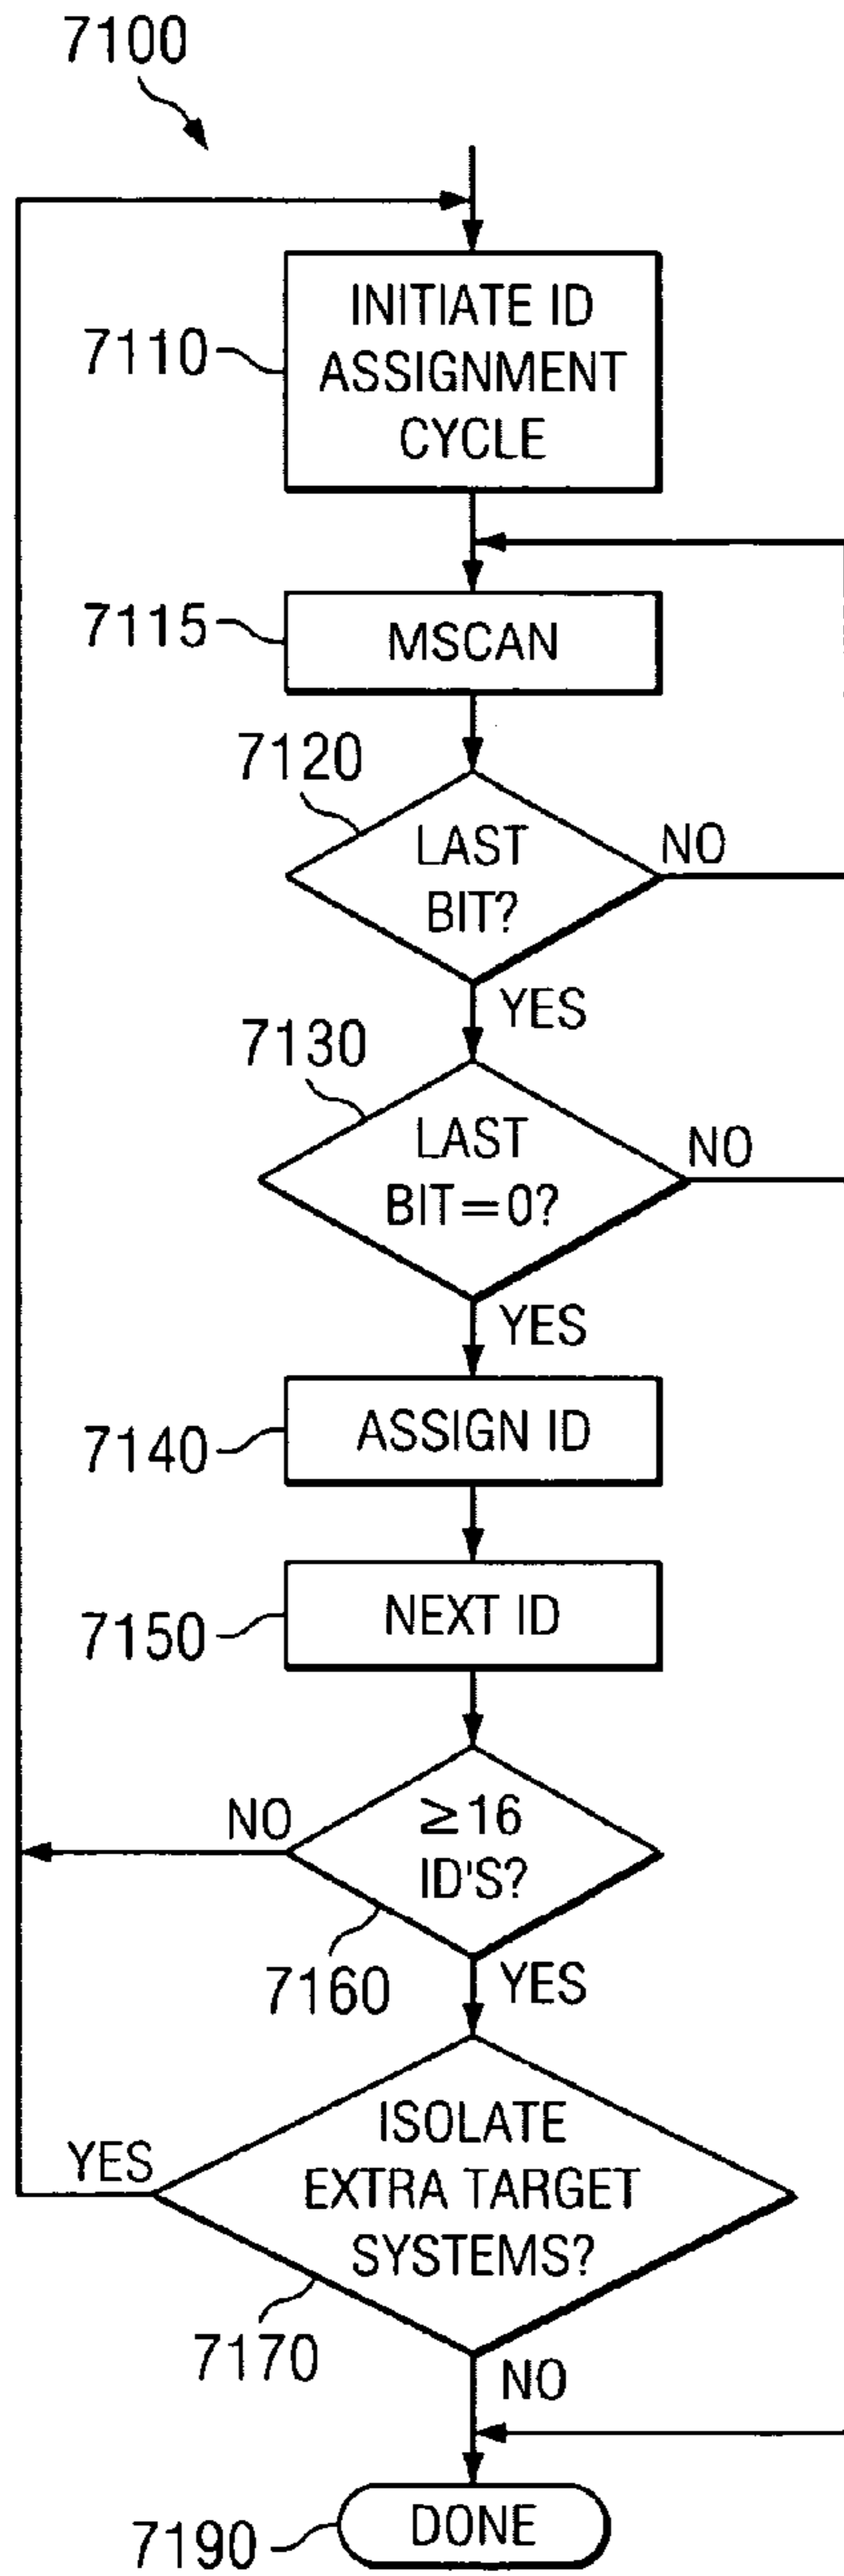 7100
INITIATE ID
ASSIGNMENT
CYCLE
7110
MSCAN
7115
7120
LAST
BIT?
NO
YES
7130
LAST
BIT=0?
NO
YES
ASSIGN ID
7140
NEXT ID
7150
≥16
ID'S?
NO
7160
YES
ISOLATE
EXTRA TARGET
SYSTEMS?
YES
7170
NO
DONE
7190